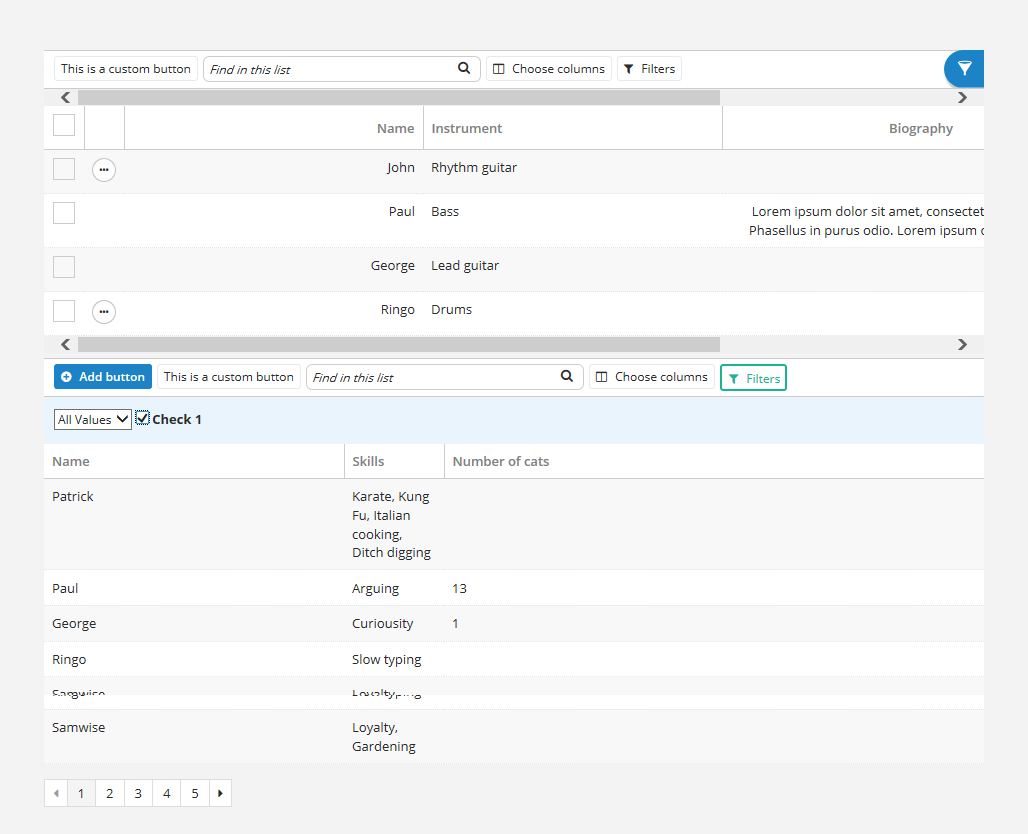 This is a custom button Find in this list Choose columns Filters
Name Instrument Biography
John Rhythm guitar
Paul Bass Lorem ipsum dolor sit amet, consectet
Phasellus in purus odio. Lorem ipsum
George Lead guitar
Ringo Drums
Add button This is a custom button Find in this list Choose columns Filters
All Values Check 1
Name Skills Number of cats
Patrick Karate, Kung
Fu, Italian
cooking,
Ditch digging
Paul Arguing 13
George Curiousity 1
Ringo Slow typing
Samwise Loyalty,
Gardening
1 2 3 4 5